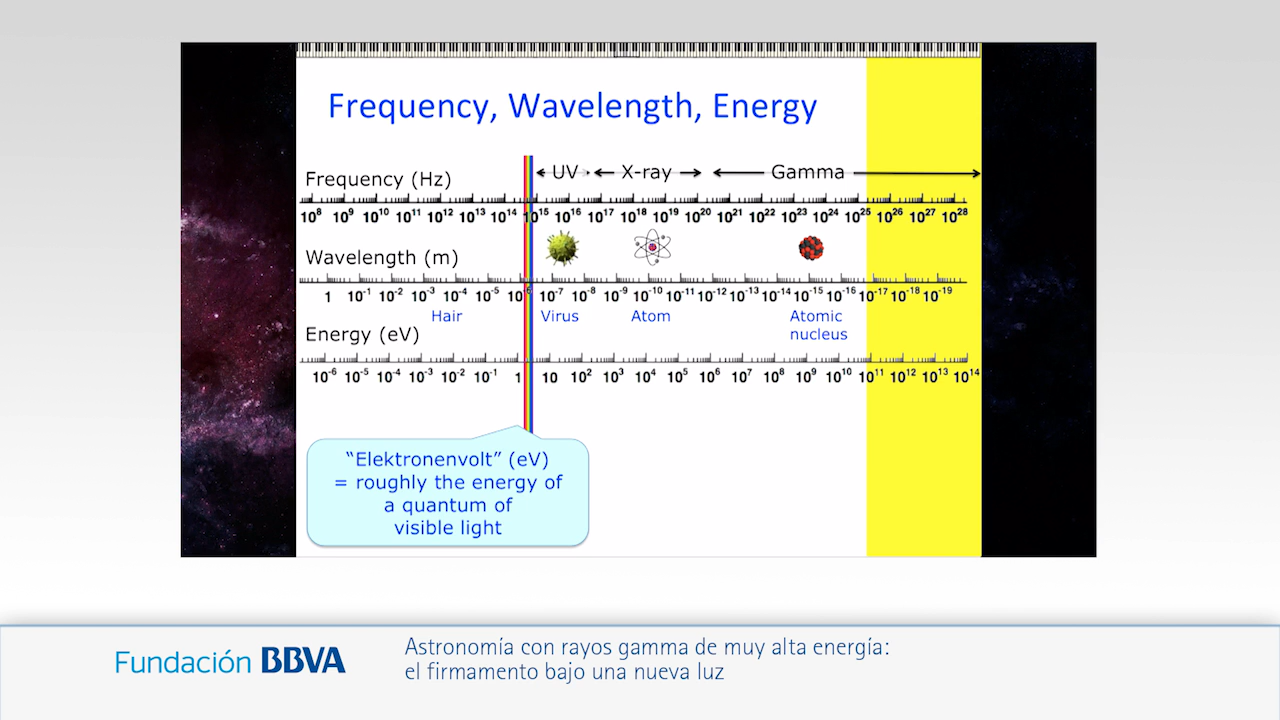 Frequency, Wavelength, Energy
UV X-ray Gamma
Frequency (Hz)
10⁸ 10⁹ 10¹⁰ 10¹¹ 10¹² 10¹³ 10¹⁴ 10¹⁵ 10¹⁶ 10¹⁷ 10¹⁸ 10¹⁹ 10²⁰ 10²¹ 10²² 10²³ 10²⁴ 10²⁵ 10²⁶ 10²⁷ 10²⁸
Wavelength (m)
1 10⁻¹ 10⁻² 10⁻³ 10⁻⁴ 10⁻⁵ 10⁻⁶ 10⁻⁷ 10⁻⁸ 10⁻⁹ 10⁻¹⁰ 10⁻¹¹ 10⁻¹² 10⁻¹³ 10⁻¹⁴ 10⁻¹⁵ 10⁻¹⁶ 10⁻¹⁷ 10⁻¹⁸ 10⁻¹⁹
Hair Virus Atom Atomic
nucleus
Energy (eV)
10⁻⁶ 10⁻⁵ 10⁻⁴ 10⁻³ 10⁻² 10⁻¹ 1 10 10² 10³ 10⁴ 10⁵ 10⁶ 10⁷ 10⁸ 10⁹ 10¹⁰ 10¹¹ 10¹² 10¹³ 10¹⁴
“Elektronenvolt” (eV)
= roughly the energy of
a quantum of
visible light
Fundación BBVA
Astronomía con rayos gamma de muy alta energía:
el firmamento bajo una nueva luz